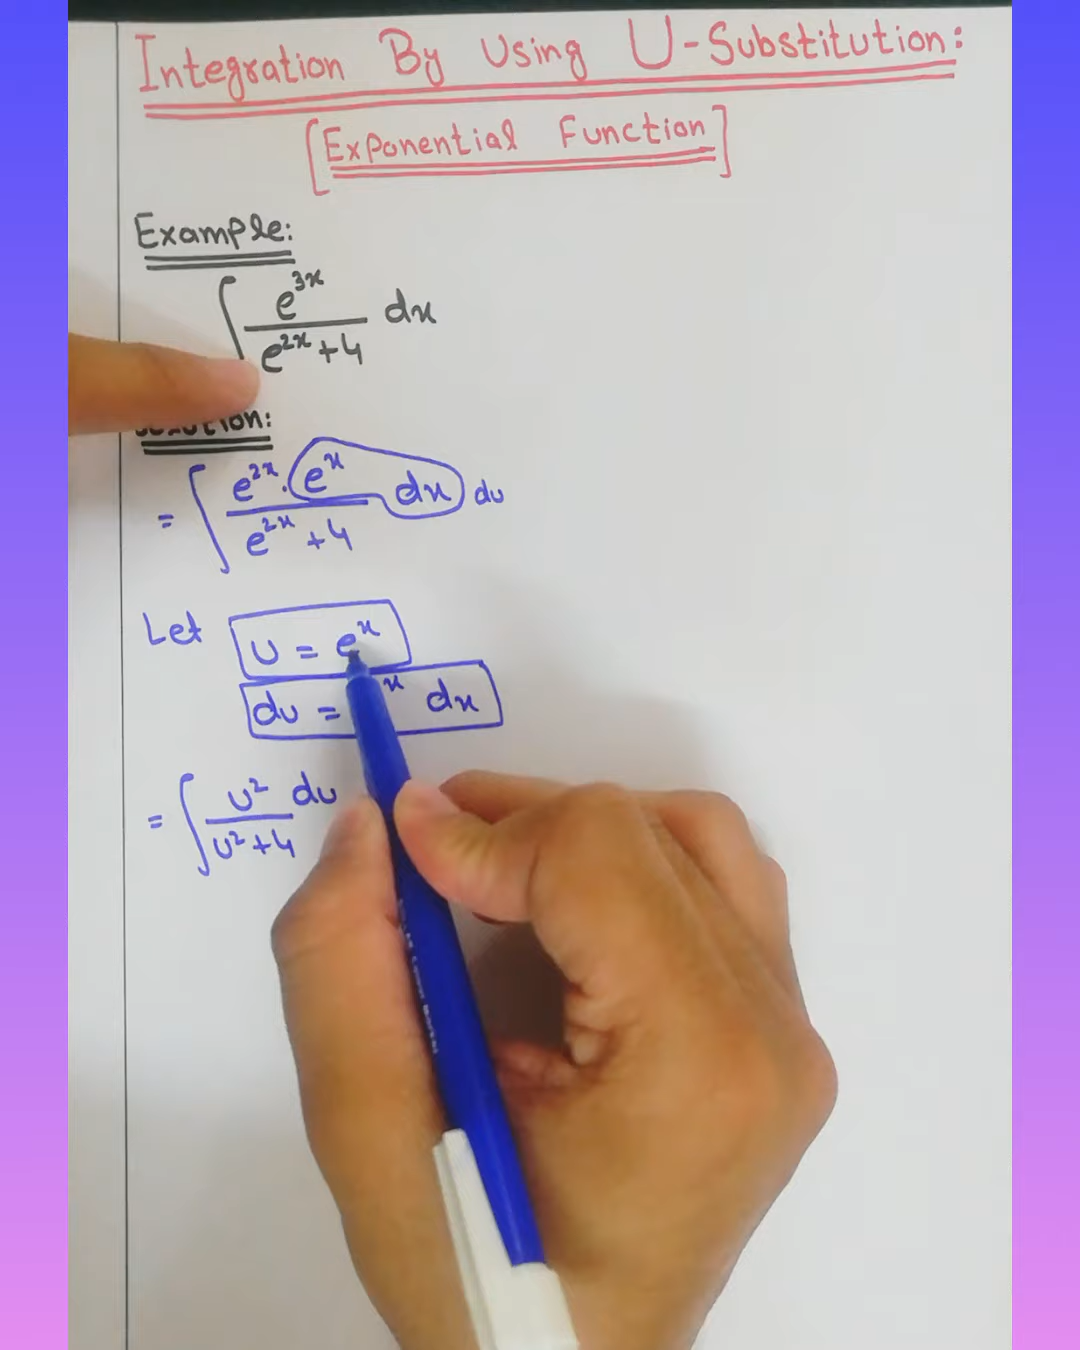 Integration By Using U-Substitution:
[Exponential Function]
Example:
∫ e^{3x} / (e^{2x}+4) dx
= ∫ (e^{2x} . e^x) / (e^{2x} +4) dx du
Let U = e^x
du = x dx
= ∫ U² / (U²+4) du